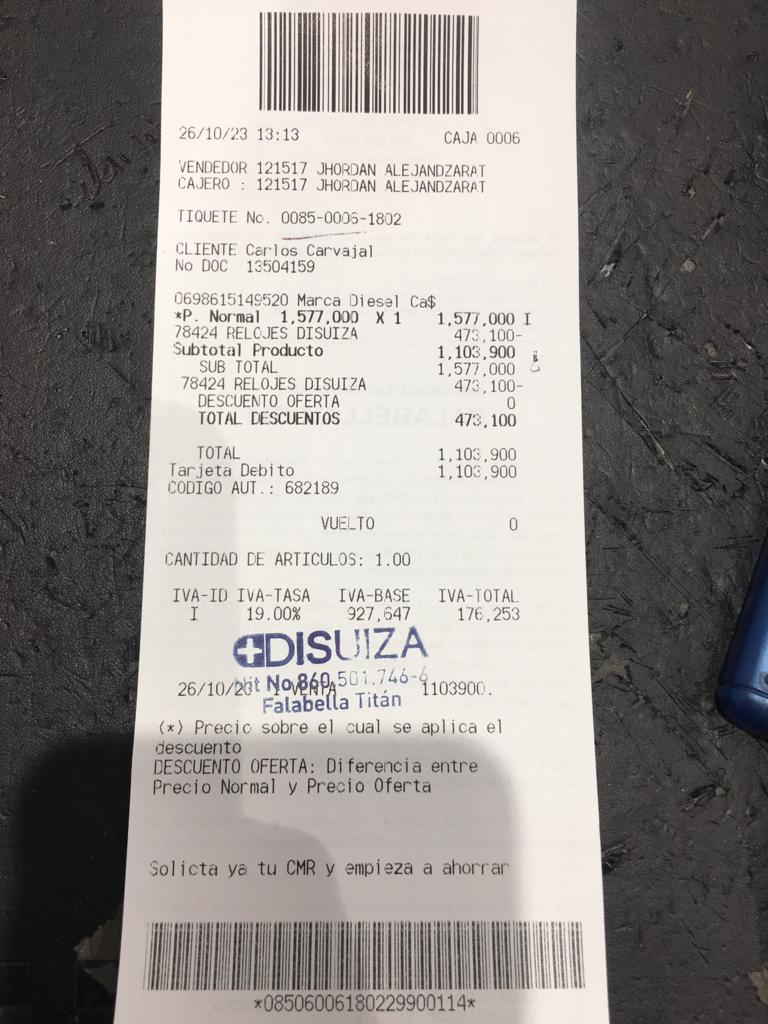 26/10/23 13:13 CAJA 0006
VENDEDOR 121517 JHORDAN ALEJANDZARAT
CAJERO : 121517 JHORDAN ALEJANDZARAT
TIQUETE No. 0085-0006-1802
CLIENTE Carlos Carvajal
No DOC 13504159
0698615149520 Marca Diesel Ca$
*P. Normal 1,577,000 X 1 1,577,000 I
78424 RELOJES DISUIZA 473,100-
Subtotal Producto 1,103,900
SUB TOTAL 1,577,000
78424 RELOJES DISUIZA 473,100-
DESCUENTO OFERTA 0
TOTAL DESCUENTOS 473,100
TOTAL 1,103,900
Tarjeta Debito 1,103,900
CODIGO AUT.: 682189
VUELTO 0
CANTIDAD DE ARTICULOS: 1.00
IVA-ID IVA-TASA IVA-BASE IVA-TOTAL
I 19.00% 927,647 176,253
DISUIZA
Nit No 860.501.746-6
26/10/23 1 VENTA 1103900.
Falabella Titán
(*) Precio sobre el cual se aplica el
descuento
DESCUENTO OFERTA: Diferencia entre
Precio Normal y Precio Oferta
Solicta ya tu CMR y empieza a ahorrar
*08506006180229900114*